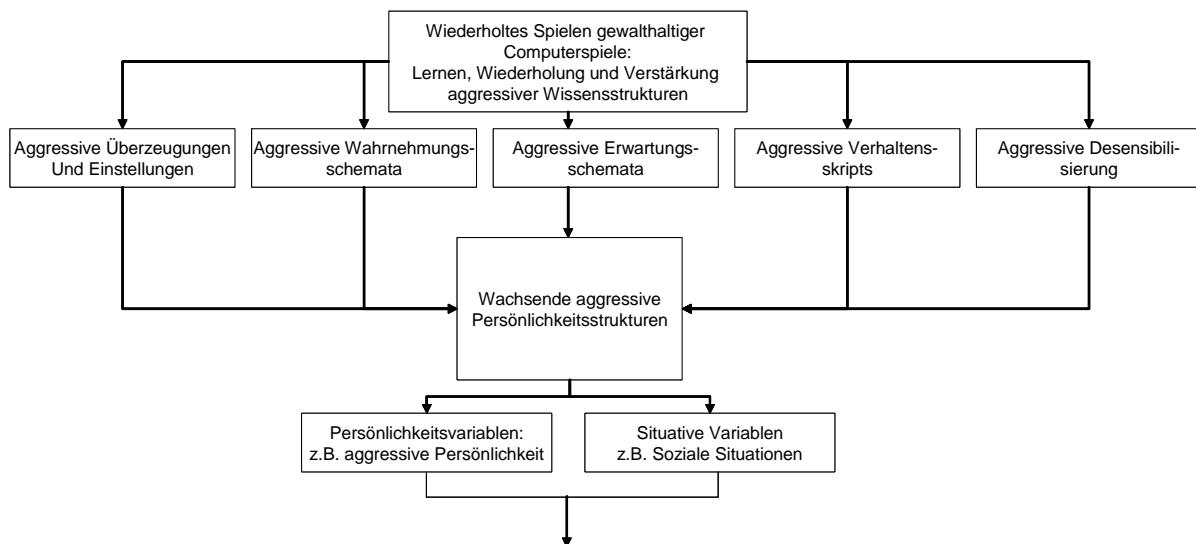 Wiederholtes Spielen gewalthaltiger
Computerspiele:
Lernen, Wiederholung und Verstärkung
aggressiver Wissensstrukturen
Aggressive Überzeugungen
Und Einstellungen
Aggressive Wahrnehmungs-
schemata
Aggressive Erwartungs-
schemata
Aggressive Verhaltens-
skripts
Aggressive Desensibili-
sierung
Wachsende aggressive
Persönlichkeitsstrukturen
Persönlichkeitsvariablen:
z.B. aggressive Persönlichkeit
Situative Variablen
z.B. Soziale Situationen